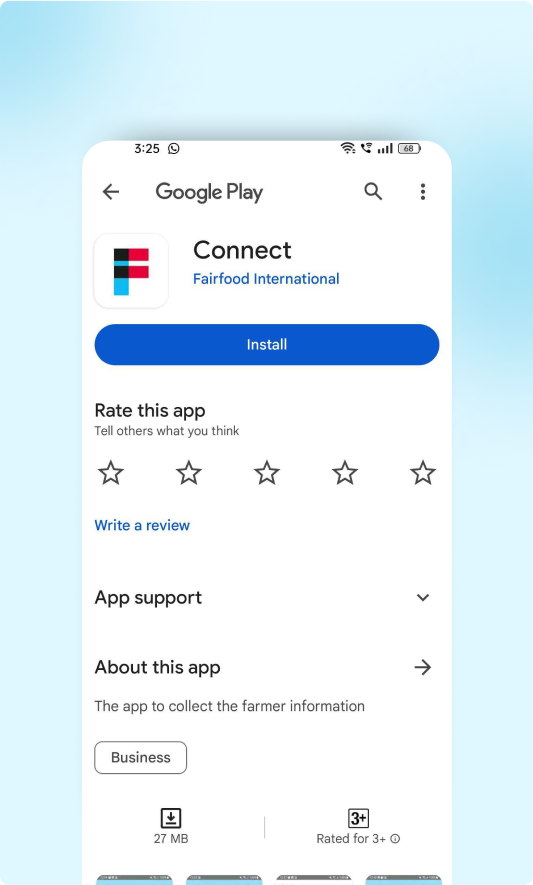 3:25
68
Google Play
Connect
Fairfood International
Install
Rate this app
Tell others what you think
Write a review
App support
About this app
The app to collect the farmer information
Business
3+
27 MB
Rated for 3+